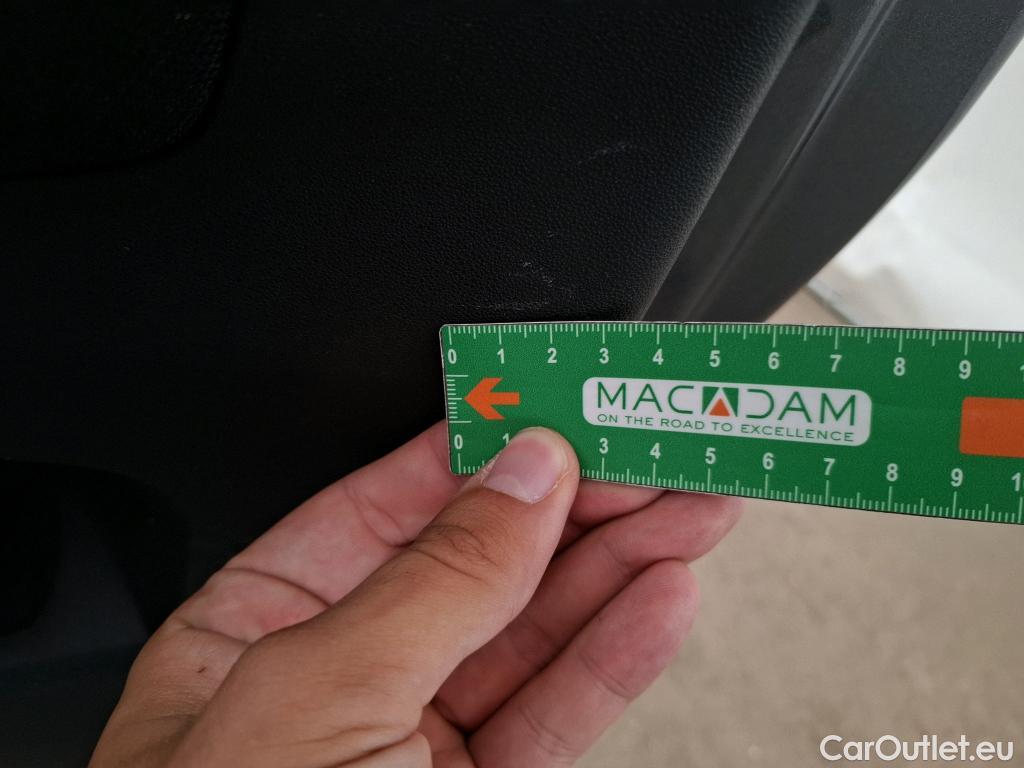 0 1 2 3 4 5 6 7 8 9
MACADAM
ON THE ROAD TO EXCELLENCE
0 1 3 4 5 6 7 8 9 1
CarOutlet.eu